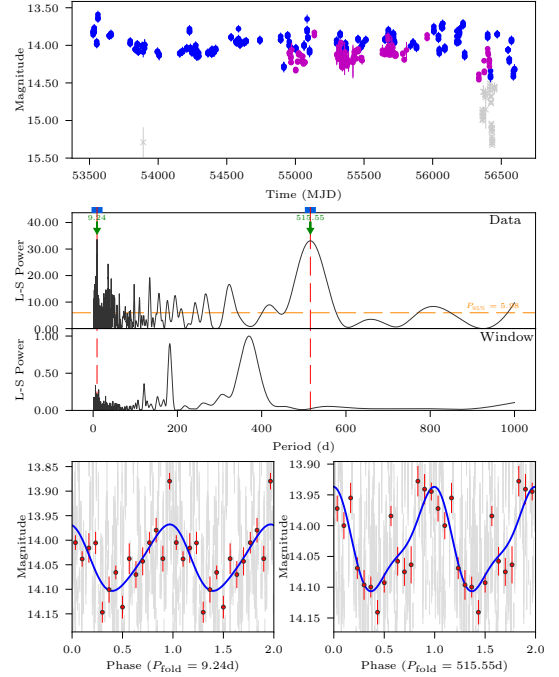 13.50
14.00
14.50
15.00
15.50
Magnitude
53500 54000 54500 55000 55500 56000 56500
Time (MJD)
9.24 515.55
Data
40.00
30.00
20.00
10.00
0.00
L-S Power
P95% = 5.98
Window
1.00
0.50
0.00
L-S Power
0 200 400 600 800 1000
Period (d)
13.85
13.90
13.95
14.00
14.05
14.10
14.15
Magnitude
0.0 0.5 1.0 1.5 2.0
Phase (Pfold = 9.24d)
13.90
13.95
14.00
14.05
14.10
14.15
Magnitude
0.0 0.5 1.0 1.5 2.0
Phase (Pfold = 515.55d)